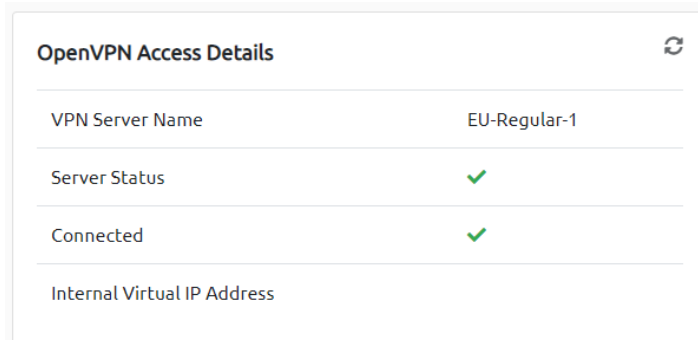 OpenVPN Access Details
VPN Server Name EU-Regular-1
Server Status
Connected
Internal Virtual IP Address